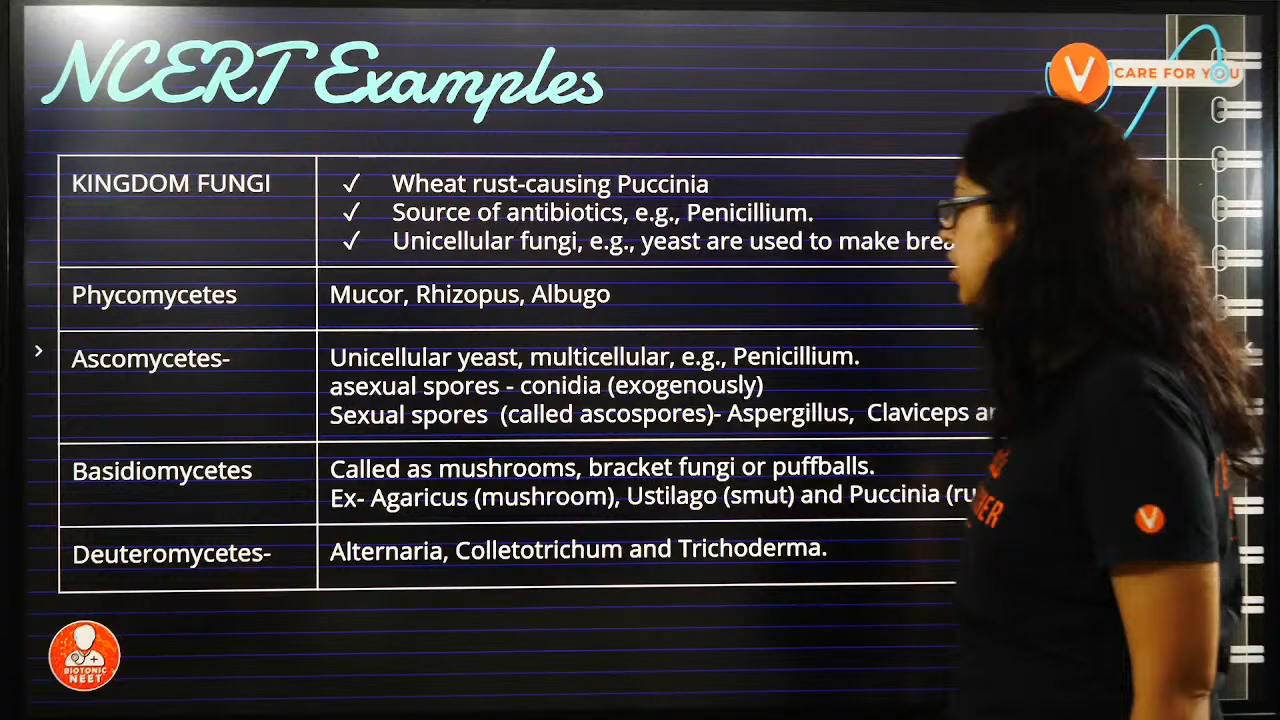 NCERT Examples
V CARE FOR YOU
KINGDOM FUNGI
✓ Wheat rust-causing Puccinia
✓ Source of antibiotics, e.g., Penicillium.
✓ Unicellular fungi, e.g., yeast are used to make
Phycomycetes
Mucor, Rhizopus, Albugo
Ascomycetes-
Unicellular yeast, multicellular, e.g., Penicillium.
asexual spores - conidia (exogenously)
Sexual spores (called ascospores)- Aspergillus, Claviceps
Basidiomycetes
Called as mushrooms, bracket fungi or puffballs.
Ex- Agaricus (mushroom), Ustilago (smut) and Puccinia
Deuteromycetes-
Alternaria, Colletotrichum and Trichoderma.
BIOTONIC
NEET
V